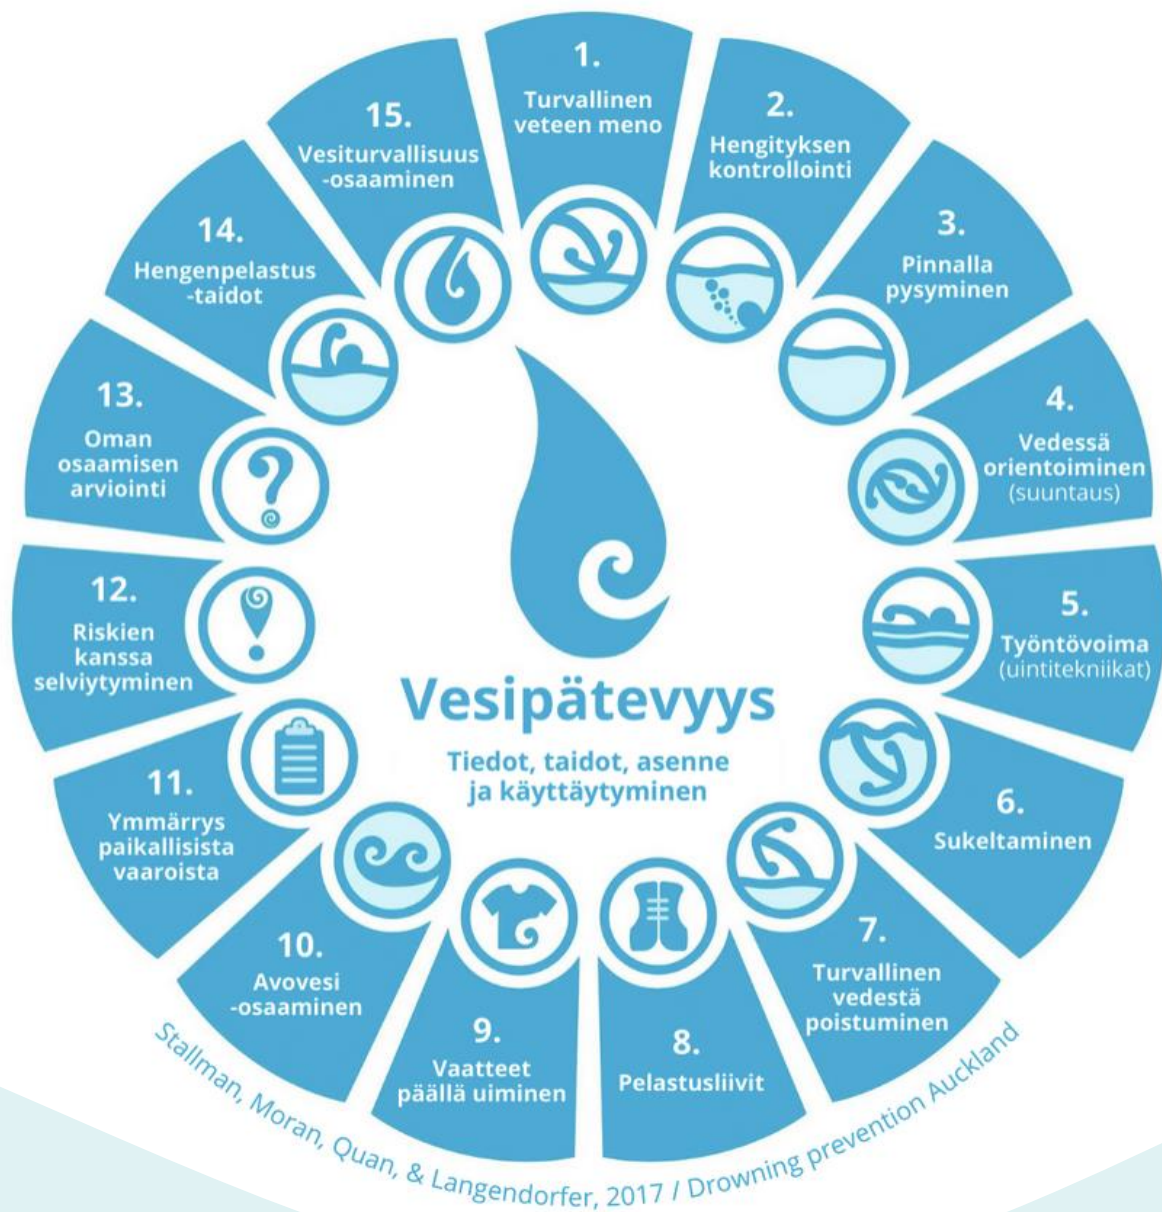 1.
Turvallinen
veteen meno
2.
Hengityksen
kontrollointi
3.
Pinnalla
pysyminen
4.
Vedessä
orientoiminen
(suuntaus)
5.
Työntövoima
(uintitekniikat)
6.
Sukeltaminen
7.
Turvallinen
vedestä
poistuminen
8.
Pelastusliivit
9.
Vaatteet
päällä uiminen
10.
Avovesi
-osaaminen
11.
Ymmärrys
paikallisista
vaaroista
12.
Riskien
kanssa
selviytyminen
13.
Oman
osaamisen
arviointi
14.
Hengenpelastus
-taidot
15.
Vesiturvallisuus
-osaaminen
Vesipätevyys
Tiedot, taidot, asenne
ja käyttäytyminen
Stallman, Moran, Quan, & Langendorfer, 2017 / Drowning prevention Auckland